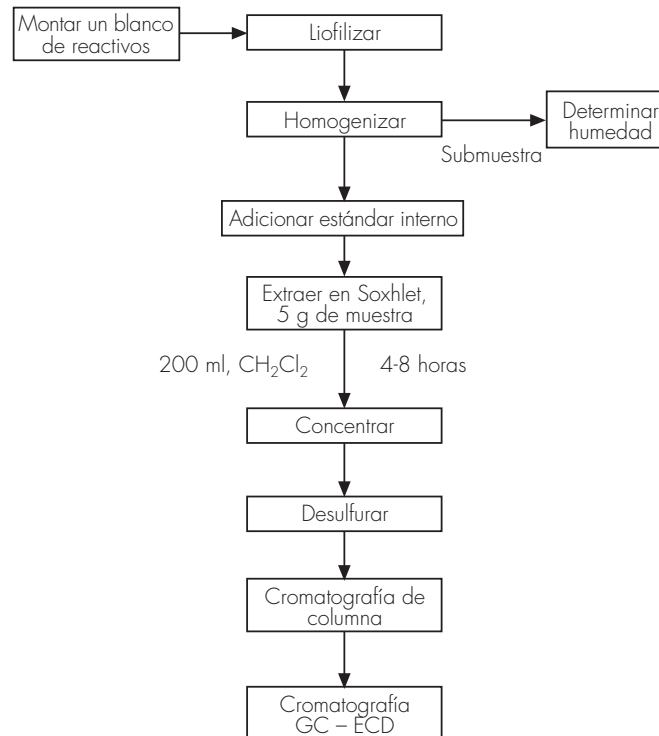 Montar un blanco
de reactivos
Liofilizar
Homogenizar
Determinar
humedad
Submuestra
Adicionar estándar interno
Extraer en Soxhlet,
5 g de muestra
200 ml, CH₂Cl₂ 4-8 horas
Concentrar
Desulfurar
Cromatografía de
columna
Cromatografía
GC – ECD